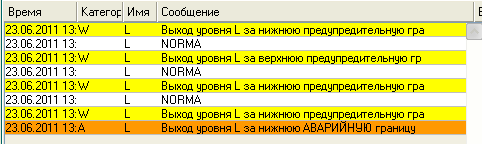 Время Категор Имя Сообщение
23.06.2011 13: W L Выход уровня L за нижнюю предупредительную гра
23.06.2011 13: L NORMA
23.06.2011 13: W L Выход уровня L за верхнюю предупредительную гр
23.06.2011 13: L NORMA
23.06.2011 13: W L Выход уровня L за нижнюю предупредительную гра
23.06.2011 13: L NORMA
23.06.2011 13: W L Выход уровня L за нижнюю предупредительную гра
23.06.2011 13: A L Выход уровня L за нижнюю АВАРИЙНУЮ границу